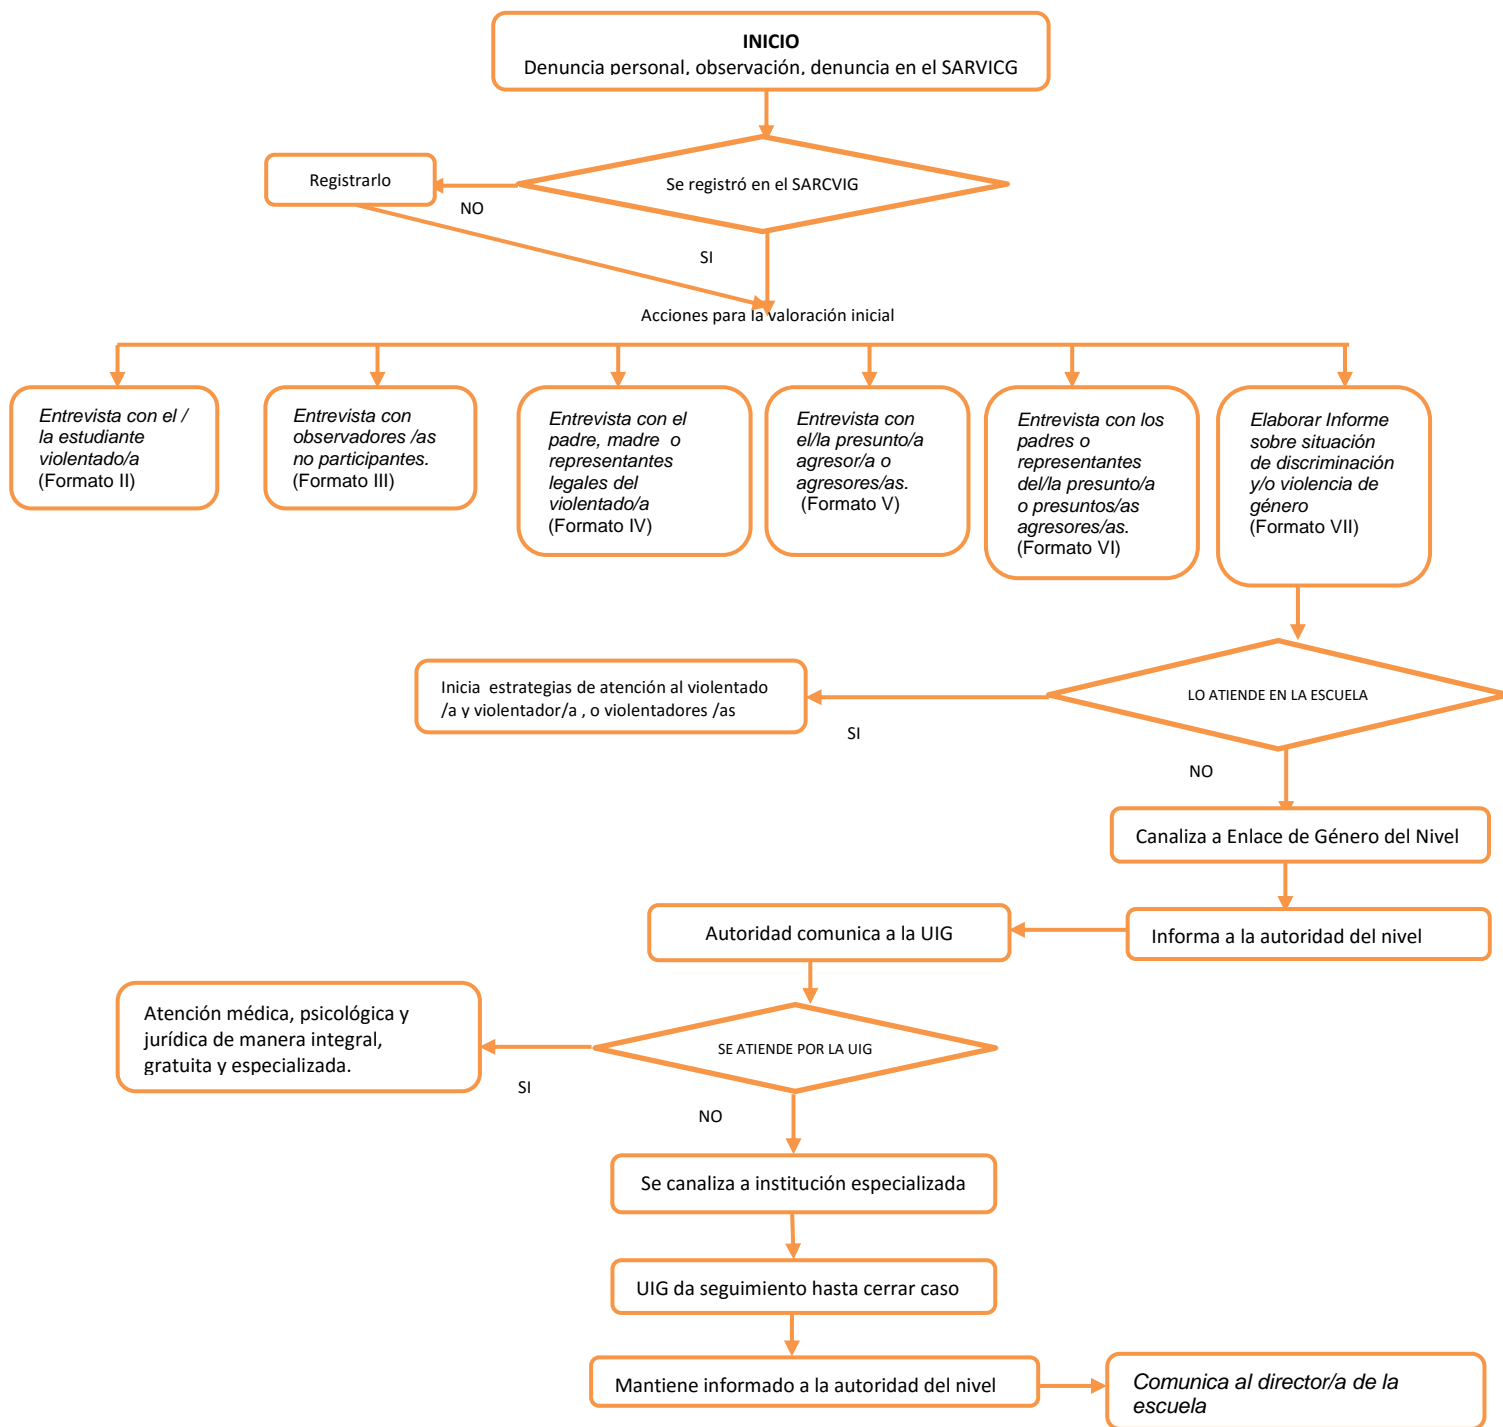 INICIO
Denuncia personal, observación, denuncia en el SARVICG
Se registró en el SARCVIG
Registrarlo
NO
SI
Acciones para la valoración inicial
Entrevista con el /
la estudiante
violentado/a
(Formato II)
Entrevista con
observadores /as
no participantes.
(Formato III)
Entrevista con el
padre, madre o
representantes
legales del
violentado/a
(Formato IV)
Entrevista con
el/la presunto/a
agresor/a o
agresores/as.
(Formato V)
Entrevista con los
padres o
representantes
del/la presunto/a
o presuntos/as
agresores/as.
(Formato VI)
Elaborar Informe
sobre situación
de discriminación
y/o violencia de
género
(Formato VII)
LO ATIENDE EN LA ESCUELA
Inicia estrategias de atención al violentado
/a y violentador/a , o violentadores /as
SI
NO
Canaliza a Enlace de Género del Nivel
Informa a la autoridad del nivel
Autoridad comunica a la UIG
SE ATIENDE POR LA UIG
Atención médica, psicológica y
jurídica de manera integral,
gratuita y especializada.
SI
NO
Se canaliza a institución especializada
UIG da seguimiento hasta cerrar caso
Mantiene informado a la autoridad del nivel
Comunica al director/a de la
escuela